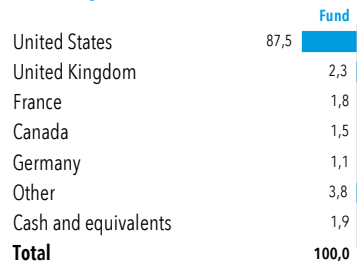 Fund
United States 87,5
United Kingdom 2,3
France 1,8
Canada 1,5
Germany 1,1
Other 3,8
Cash and equivalents 1,9
Total 100,0